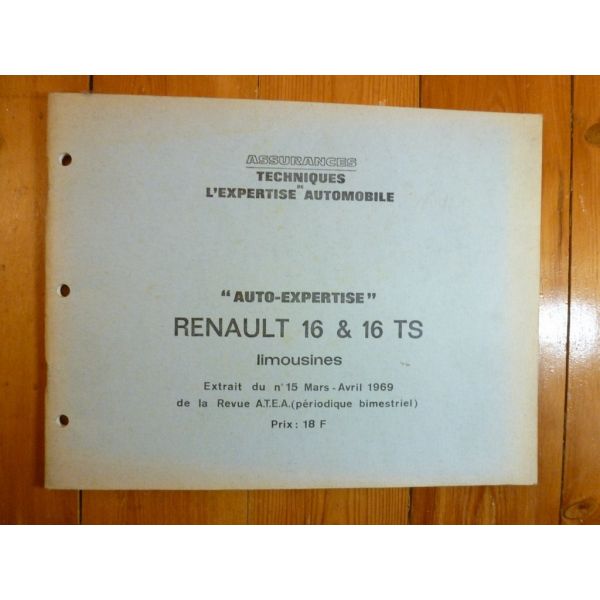 ASSURANCES
TECHNIQUES
DE
L'EXPERTISE AUTOMOBILE
"AUTO-EXPERTISE"
RENAULT 16 & 16 TS
limousines
Extrait du n°15 Mars-Avril 1969
de la Revue A.T.E.A.(périodique bimestriel)
Prix: 18 F